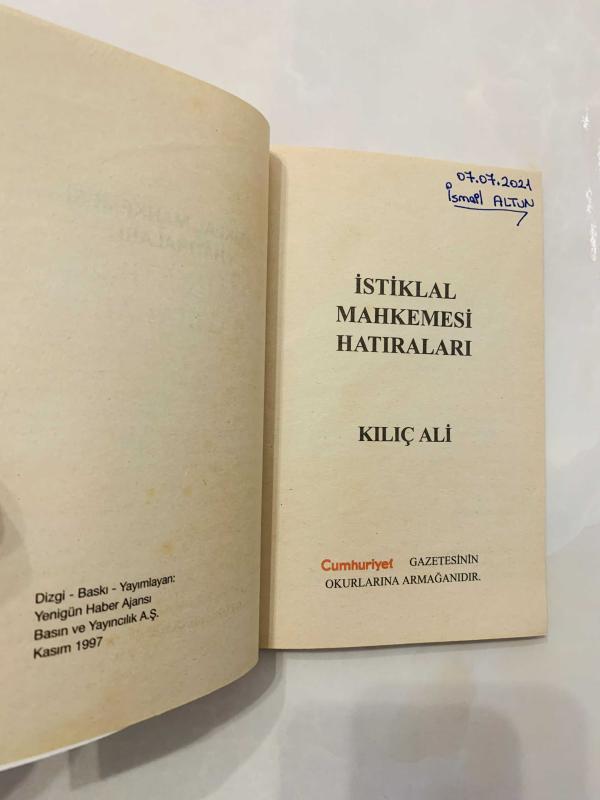 Dizgi - Baskı - Yayımlayan:
Yenigün Haber Ajansı
Basın ve Yayıncılık A.Ş.
Kasım 1997
07.07.2021
İsmail ALTUN
İSTİKLAL
MAHKEMESİ
HATIRALARI
KILIÇ ALİ
Cumhuriyet GAZETESİNİN
OKURLARINA ARMAĞANIDIR.